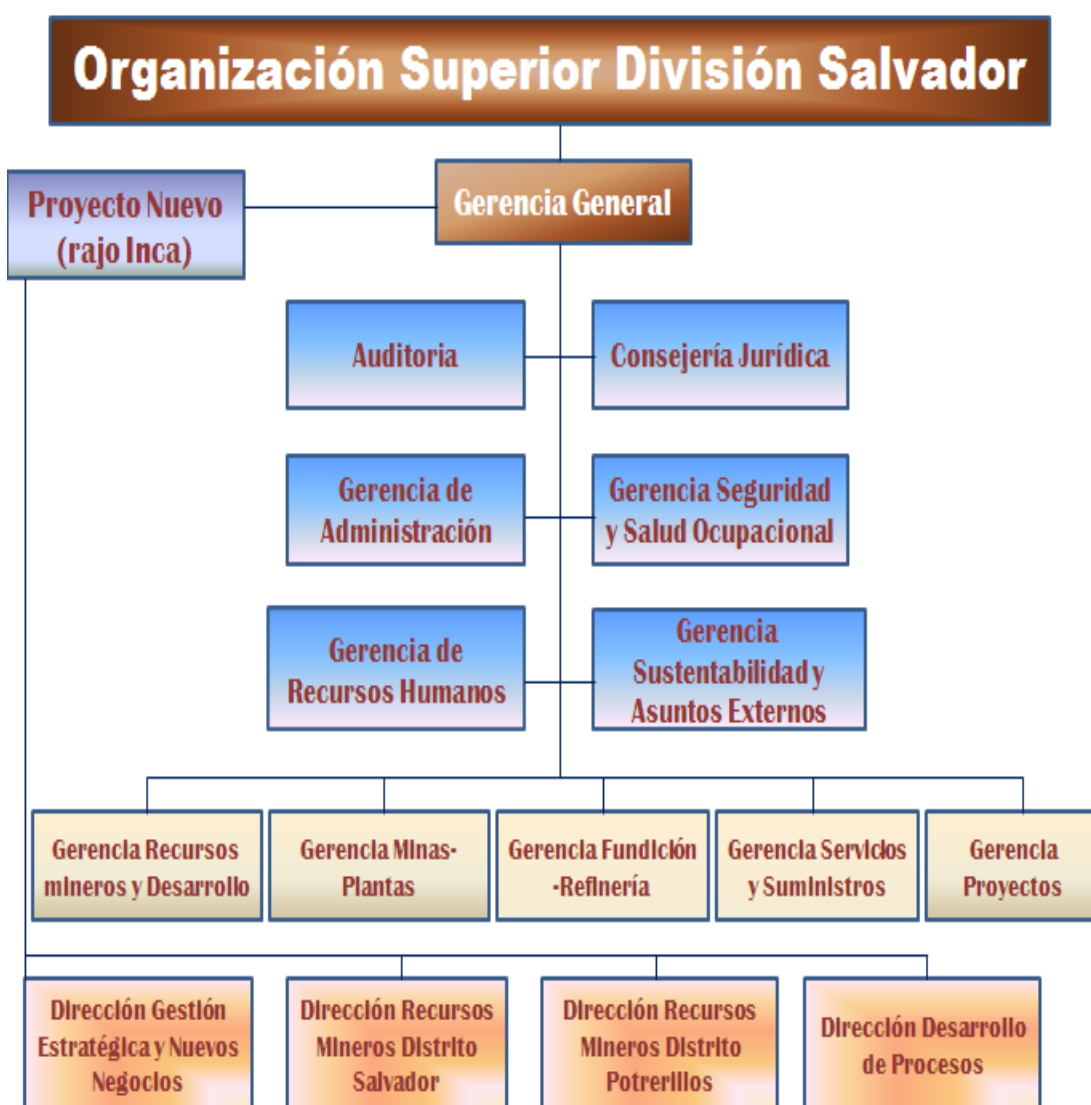 Organización Superior División Salvador
Proyecto Nuevo
(rajo Inca)
Gerencia General
Auditoria
Consejería Jurídica
Gerencia de
Administración
Gerencia Seguridad
y Salud Ocupacional
Gerencia de
Recursos Humanos
Gerencia
Sustentabilidad y
Asuntos Externos
Gerencia Recursos
mineros y Desarrollo
Gerencia Minas-
Plantas
Gerencia Fundición
-Refinería
Gerencia Servicios
y Suministros
Gerencia
Proyectos
Dirección Gestión
Estratégica y Nuevos
Negocios
Dirección Recursos
Mineros Distrito
Salvador
Dirección Recursos
Mineros Distrito
Potrerillos
Dirección Desarrollo
de Procesos